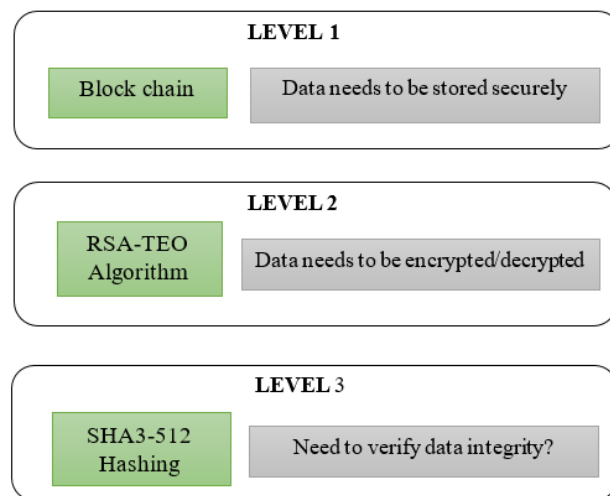 LEVEL 1
Block chain
Data needs to be stored securely
LEVEL 2
RSA-TEO
Algorithm
Data needs to be encrypted/decrypted
LEVEL 3
SHA3-512
Hashing
Need to verify data integrity?